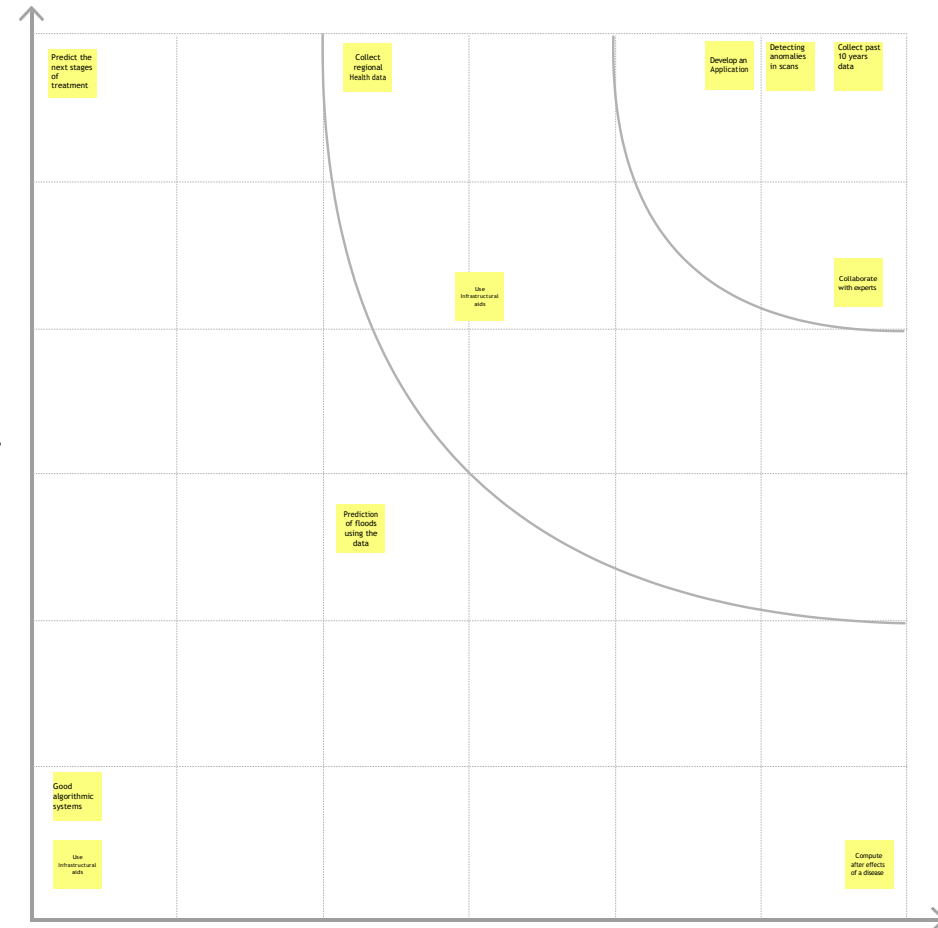 Predict the
next stages
of
treatment
Collect
regional
Health data
Develop an
Application
Detecting
anomalies
in scans
Collect past
10 years
data
Use
Infrastructural
aids
Collaborate
with experts
Prediction
of floods
using the
data
Good
algorithmic
systems
Use
Infrastructural
aids
Compute
after effects
of a disease